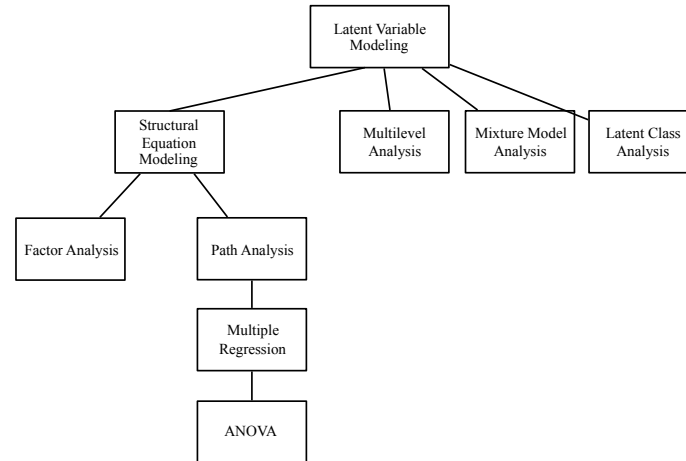 Latent Variable
Modeling
Structural
Equation
Modeling
Multilevel
Analysis
Mixture Model
Analysis
Latent Class
Analysis
Factor Analysis
Path Analysis
Multiple
Regression
ANOVA